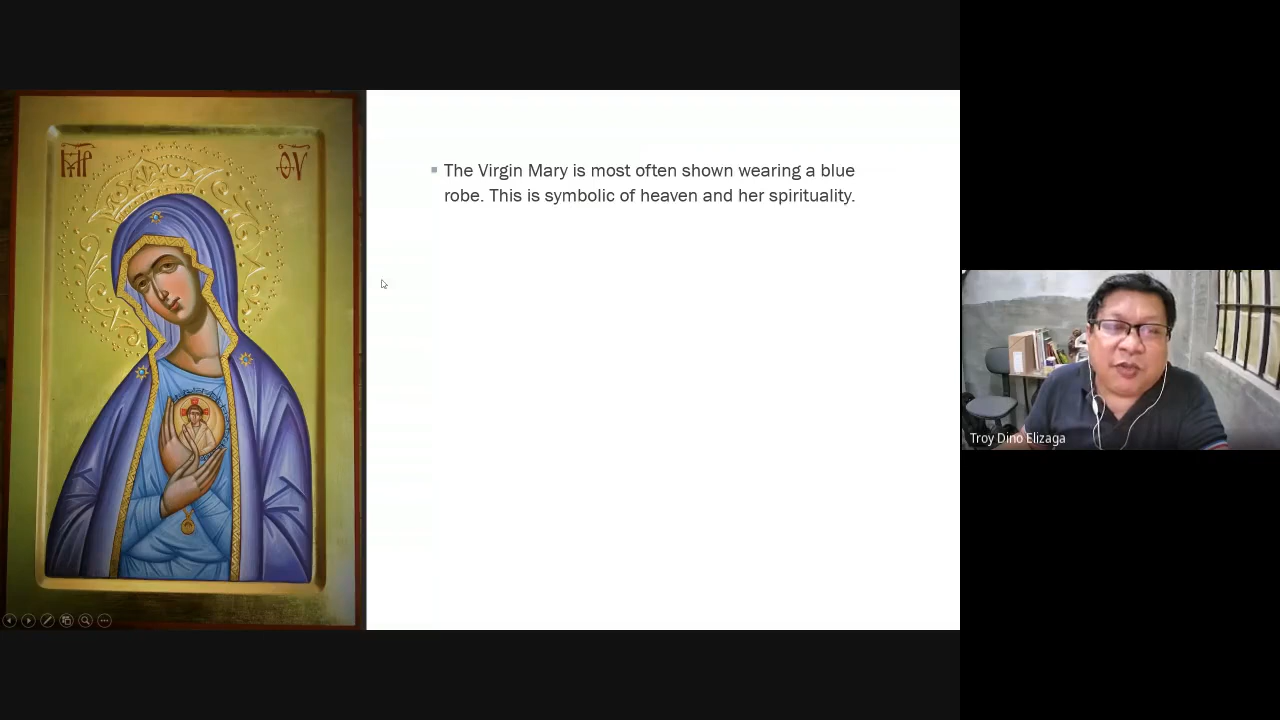 ΜΗΡ
ΘΥ
The Virgin Mary is most often shown wearing a blue
robe. This is symbolic of heaven and her spirituality.
Troy Dino Elizaga